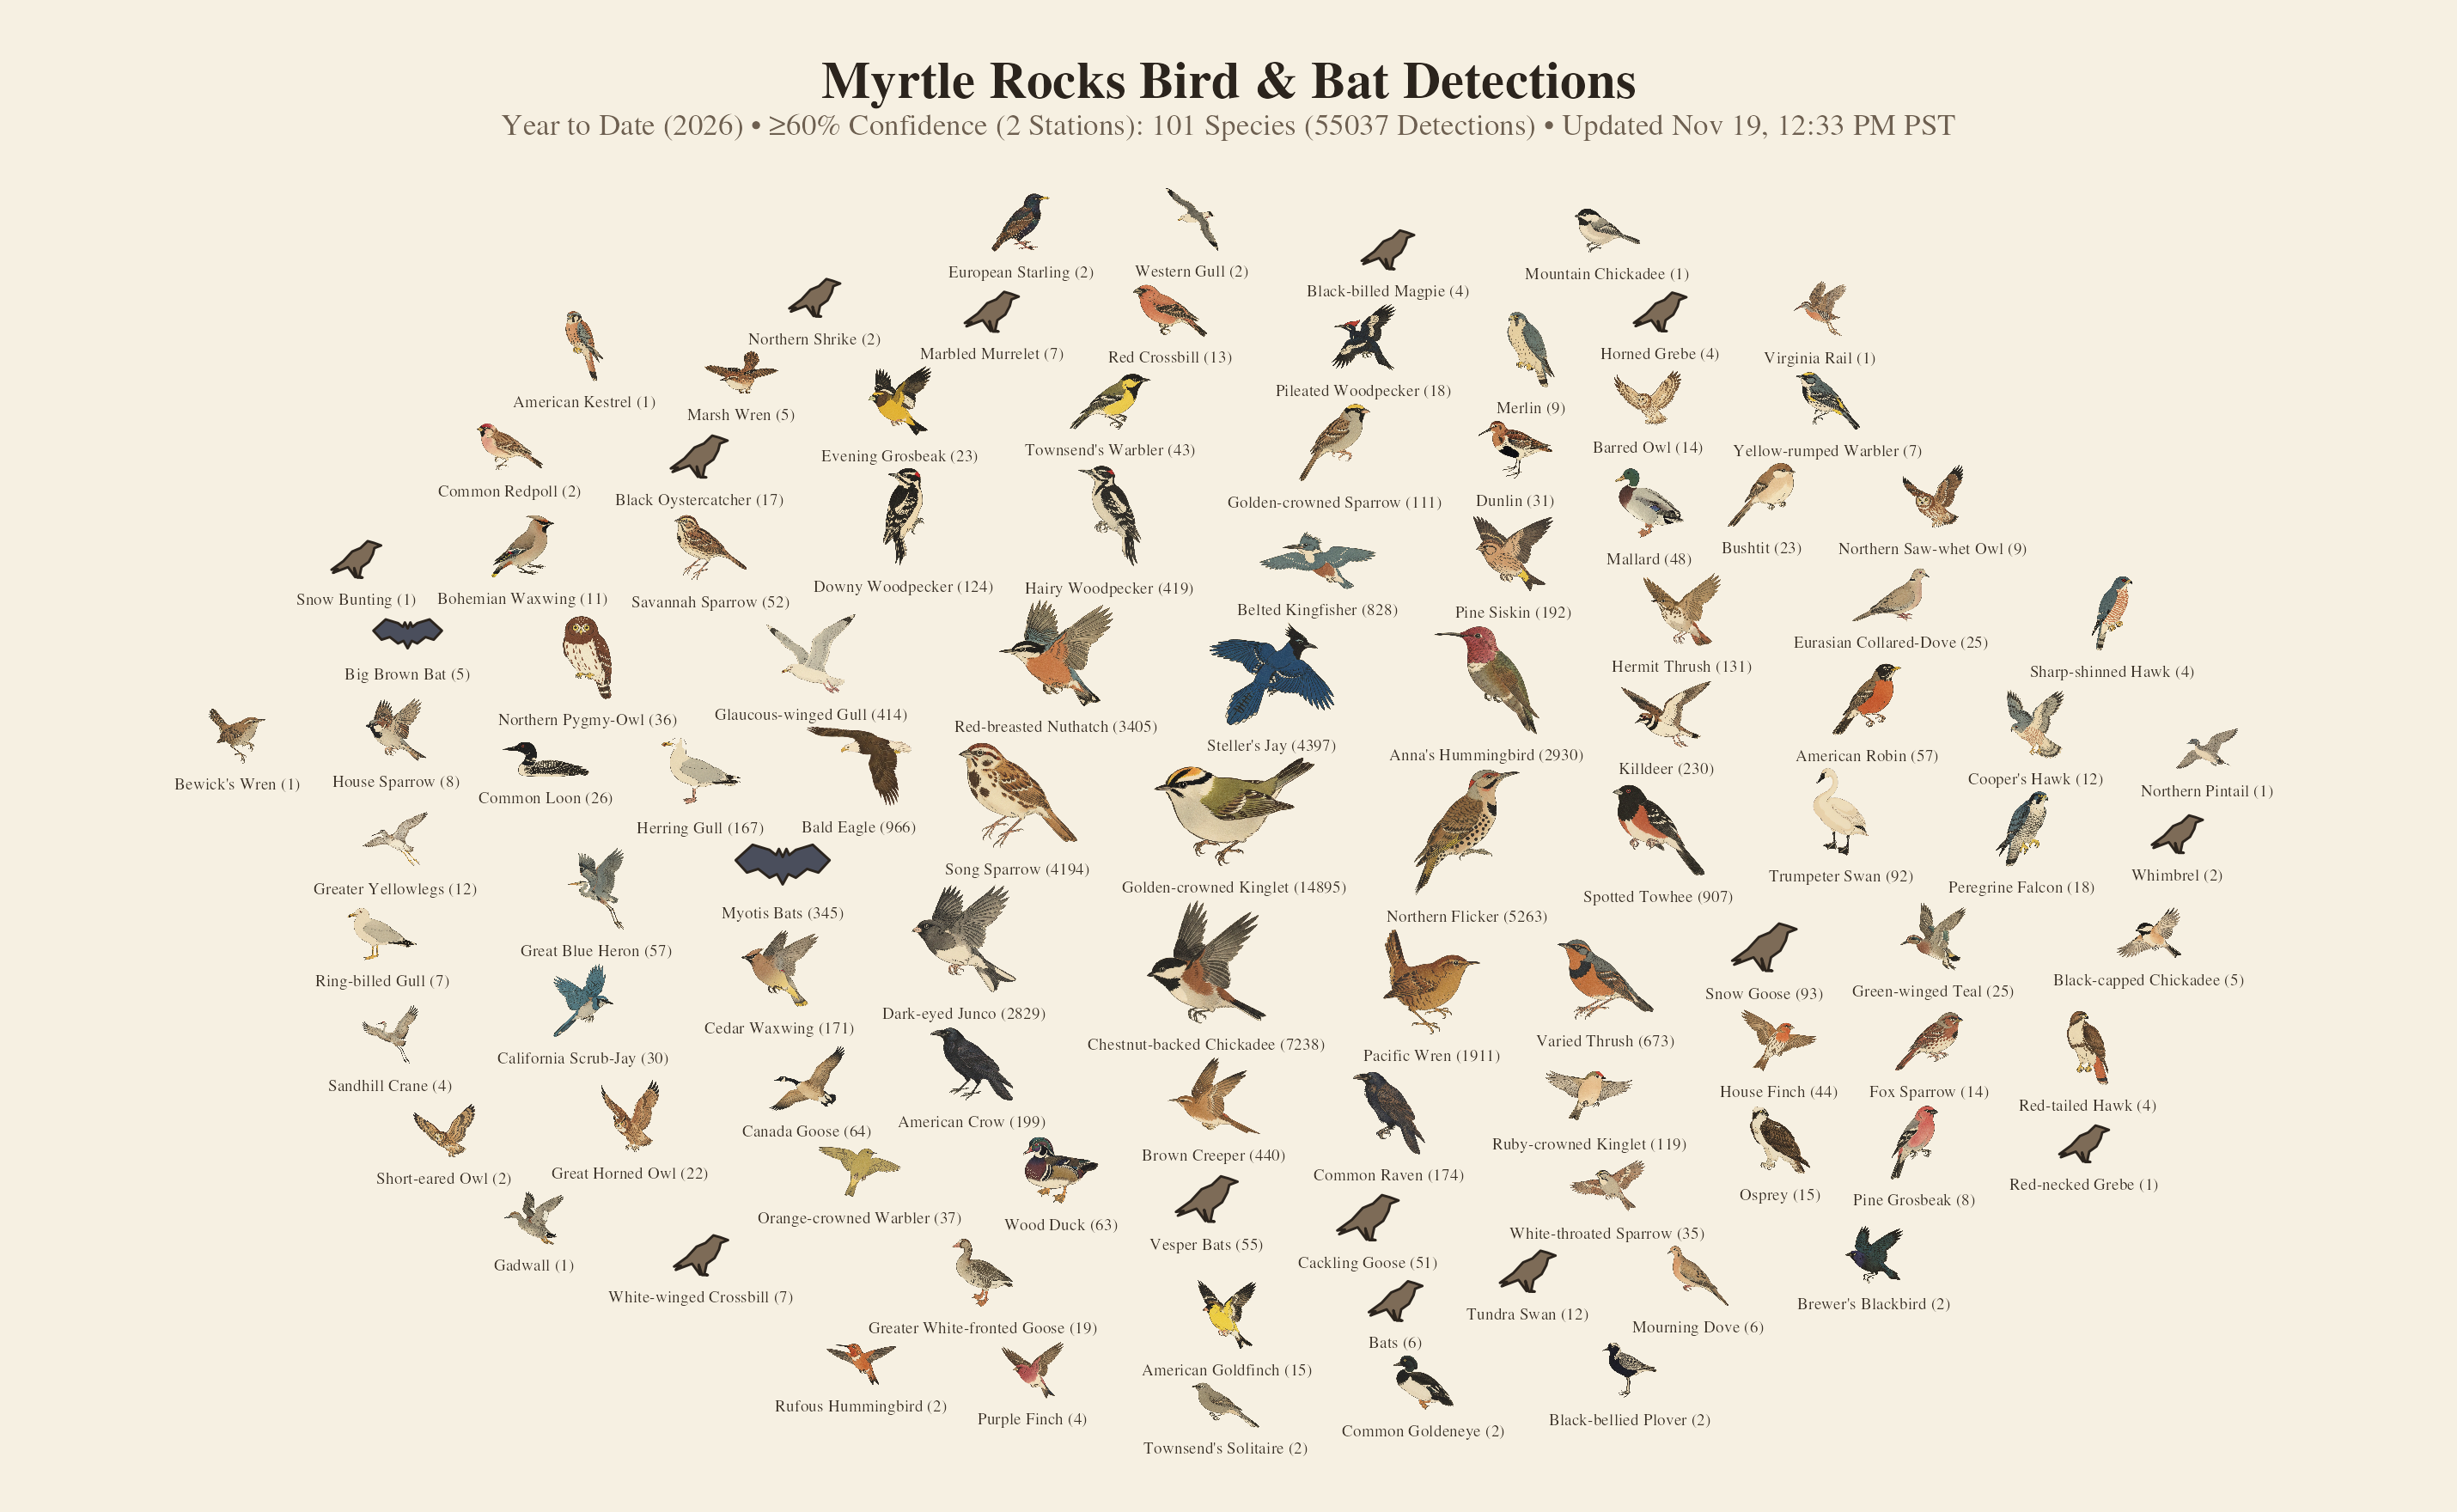 Myrtle Rocks Bird & Bat Detections
Year to Date (2026) • ≥60% Confidence (2 Stations): 101 Species (55037 Detections) • Updated Nov 19, 12:33 PM PST
European Starling (2)
Western Gull (2)
Black-billed Magpie (4)
Mountain Chickadee (1)
Northern Shrike (2)
Marbled Murrelet (7)
Red Crossbill (13)
Horned Grebe (4)
Virginia Rail (1)
American Kestrel (1)
Marsh Wren (5)
Pileated Woodpecker (18)
Merlin (9)
Evening Grosbeak (23)
Townsend's Warbler (43)
Barred Owl (14)
Yellow-rumped Warbler (7)
Common Redpoll (2)
Black Oystercatcher (17)
Golden-crowned Sparrow (111)
Dunlin (31)
Mallard (48)
Bushtit (23)
Northern Saw-whet Owl (9)
Snow Bunting (1)
Bohemian Waxwing (11)
Savannah Sparrow (52)
Downy Woodpecker (124)
Hairy Woodpecker (419)
Belted Kingfisher (828)
Pine Siskin (192)
Eurasian Collared-Dove (25)
Big Brown Bat (5)
Hermit Thrush (131)
Sharp-shinned Hawk (4)
Northern Pygmy-Owl (36)
Glaucous-winged Gull (414)
Red-breasted Nuthatch (3405)
Steller's Jay (4397)
Anna's Hummingbird (2930)
Killdeer (230)
American Robin (57)
Bewick's Wren (1)
House Sparrow (8)
Common Loon (26)
Cooper's Hawk (12)
Northern Pintail (1)
Herring Gull (167)
Bald Eagle (966)
Song Sparrow (4194)
Golden-crowned Kinglet (14895)
Spotted Towhee (907)
Trumpeter Swan (92)
Peregrine Falcon (18)
Whimbrel (2)
Greater Yellowlegs (12)
Myotis Bats (345)
Northern Flicker (5263)
Great Blue Heron (57)
Ring-billed Gull (7)
Snow Goose (93)
Green-winged Teal (25)
Black-capped Chickadee (5)
Cedar Waxwing (171)
Dark-eyed Junco (2829)
Chestnut-backed Chickadee (7238)
Pacific Wren (1911)
Varied Thrush (673)
California Scrub-Jay (30)
Sandhill Crane (4)
House Finch (44)
Fox Sparrow (14)
Red-tailed Hawk (4)
Canada Goose (64)
American Crow (199)
Brown Creeper (440)
Common Raven (174)
Ruby-crowned Kinglet (119)
Short-eared Owl (2)
Great Horned Owl (22)
Osprey (15)
Pine Grosbeak (8)
Red-necked Grebe (1)
Orange-crowned Warbler (37)
Wood Duck (63)
Vesper Bats (55)
Cackling Goose (51)
White-throated Sparrow (35)
Gadwall (1)
White-winged Crossbill (7)
Greater White-fronted Goose (19)
Tundra Swan (12)
Mourning Dove (6)
Brewer's Blackbird (2)
American Goldfinch (15)
Bats (6)
Rufous Hummingbird (2)
Purple Finch (4)
Townsend's Solitaire (2)
Common Goldeneye (2)
Black-bellied Plover (2)